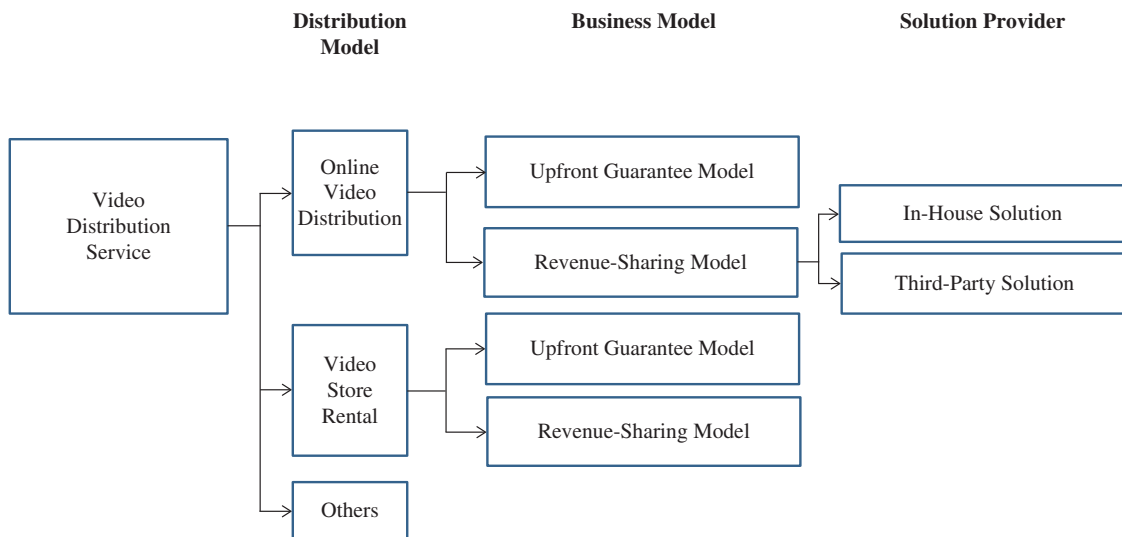 Distribution
Model
Business Model
Solution Provider
Video
Distribution
Service
Online
Video
Distribution
Upfront Guarantee Model
Revenue-Sharing Model
In-House Solution
Third-Party Solution
Video
Store
Rental
Upfront Guarantee Model
Revenue-Sharing Model
Others